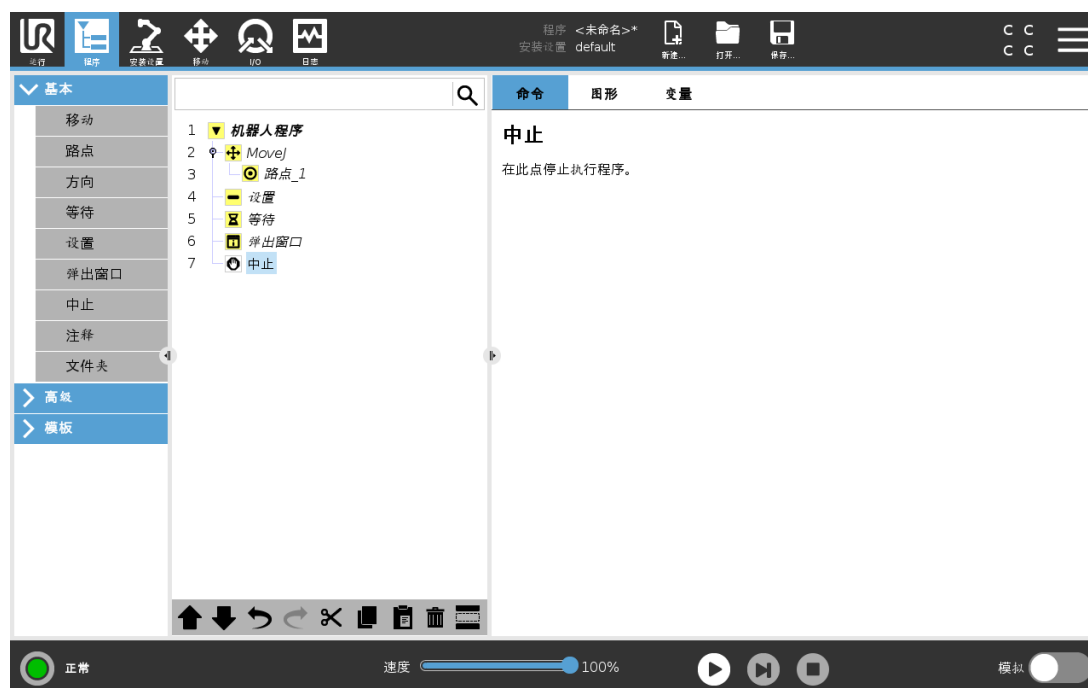 UR
运行
程序
安装设置
移动
I/O
日志
程序 <未命名>*
安装设置 default
新建...
打开...
保存...
C C
C C
基本
移动
路点
方向
等待
设置
弹出窗口
中止
注释
文件夹
高级
模板
1 机器人程序
2 MoveJ
3 路点_1
4 设置
5 等待
6 弹出窗口
7 中止
命令 图形 变量
中止
在此点停止执行程序。
正常
速度 100%
模拟